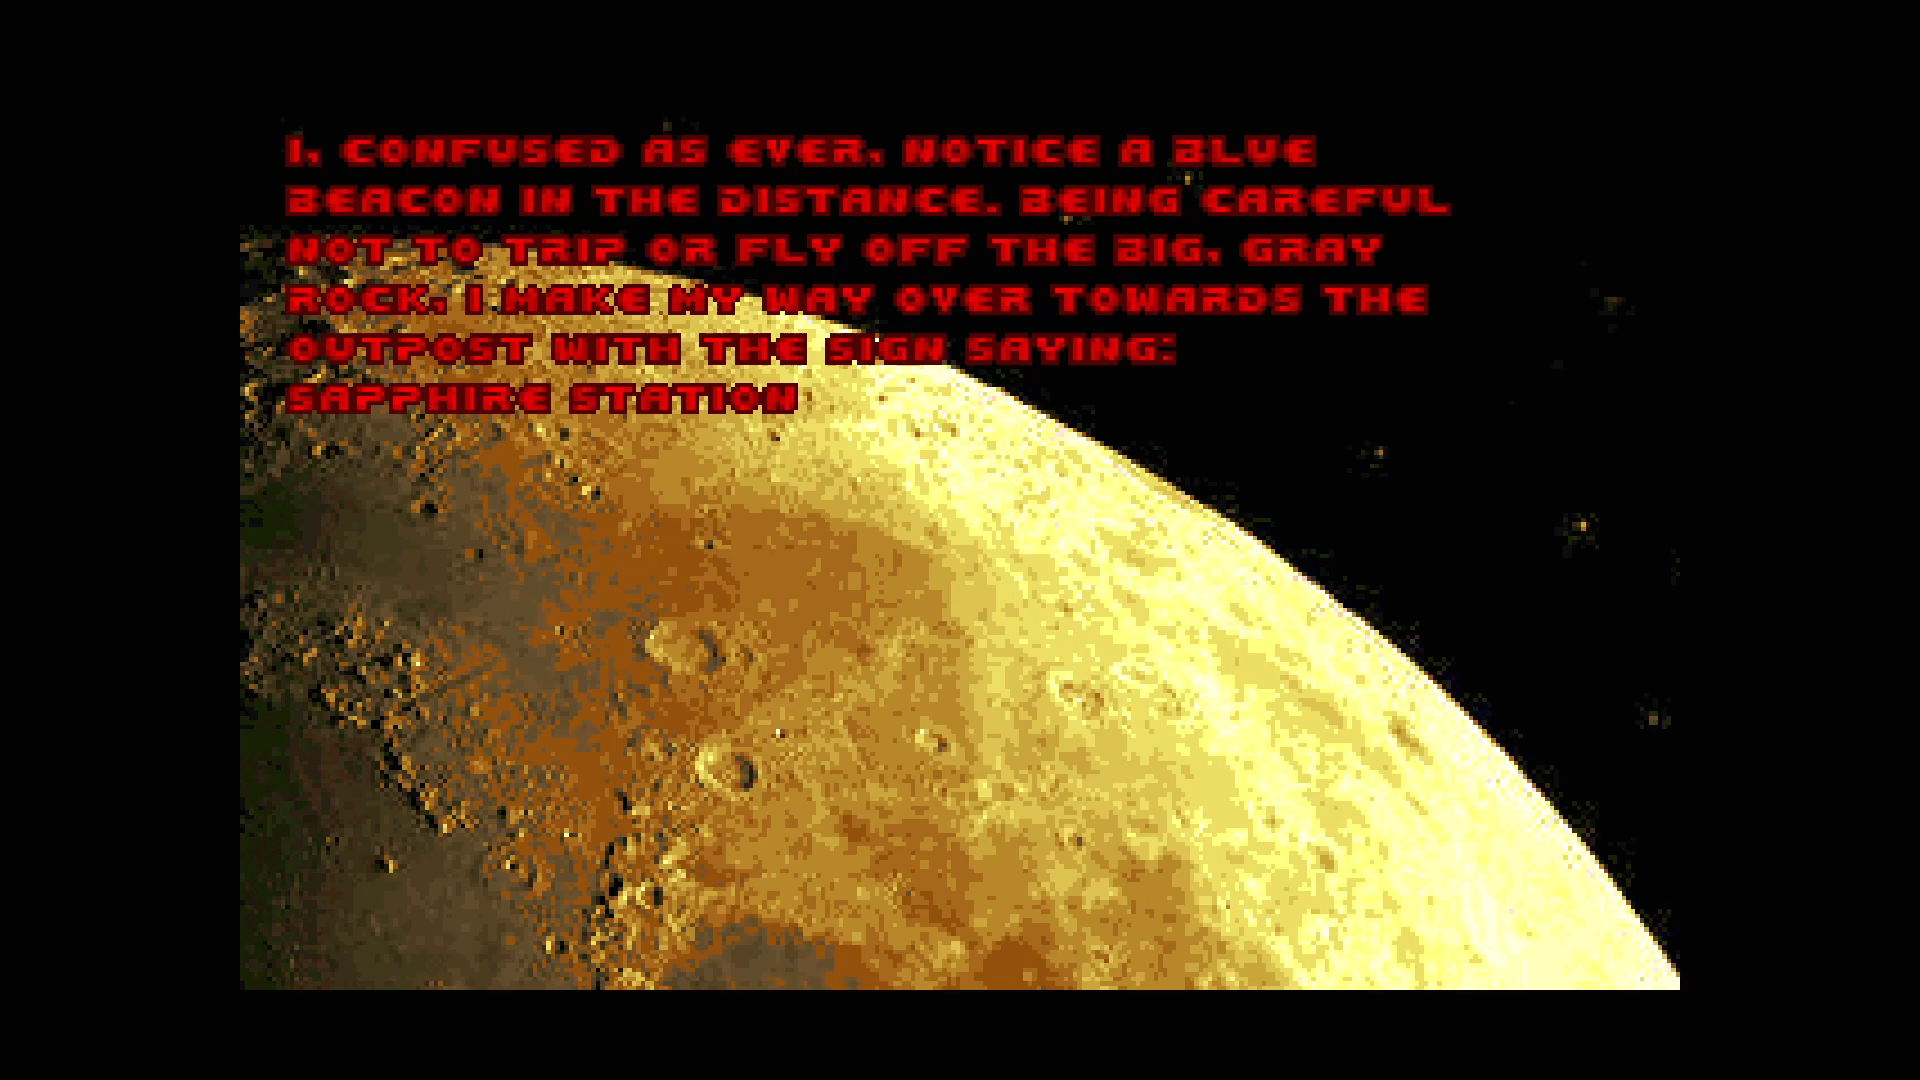 I, CONFUSED AS EVER, NOTICE A BLUE
BEACON IN THE DISTANCE. BEING CAREFUL
NOT TO TRIP OR FLY OFF THE BIG, GRAY
ROCK, I MAKE MY WAY OVER TOWARDS THE
OUTPOST WITH THE SIGN SAYING:
SAPPHIRE STATION